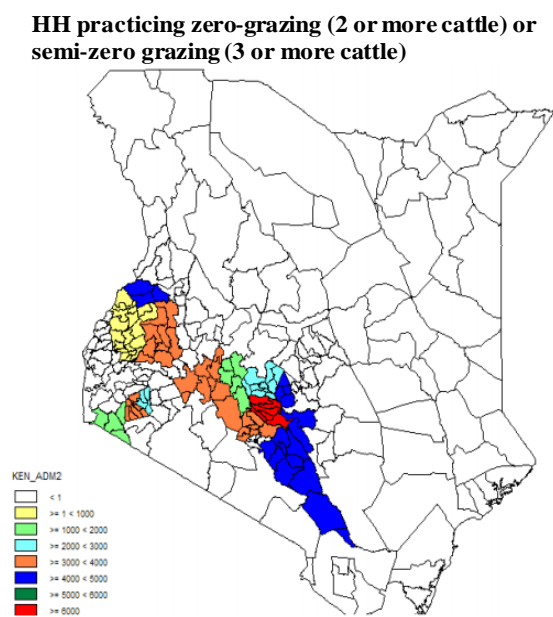 HH practicing zero-grazing (2 or more cattle) or
semi-zero grazing (3 or more cattle)
KEN_ADM2
< 1
>= 1 < 1000
>= 1000 < 2000
>= 2000 < 3000
>= 3000 < 4000
>= 4000 < 5000
>= 5000 < 6000
>= 6000